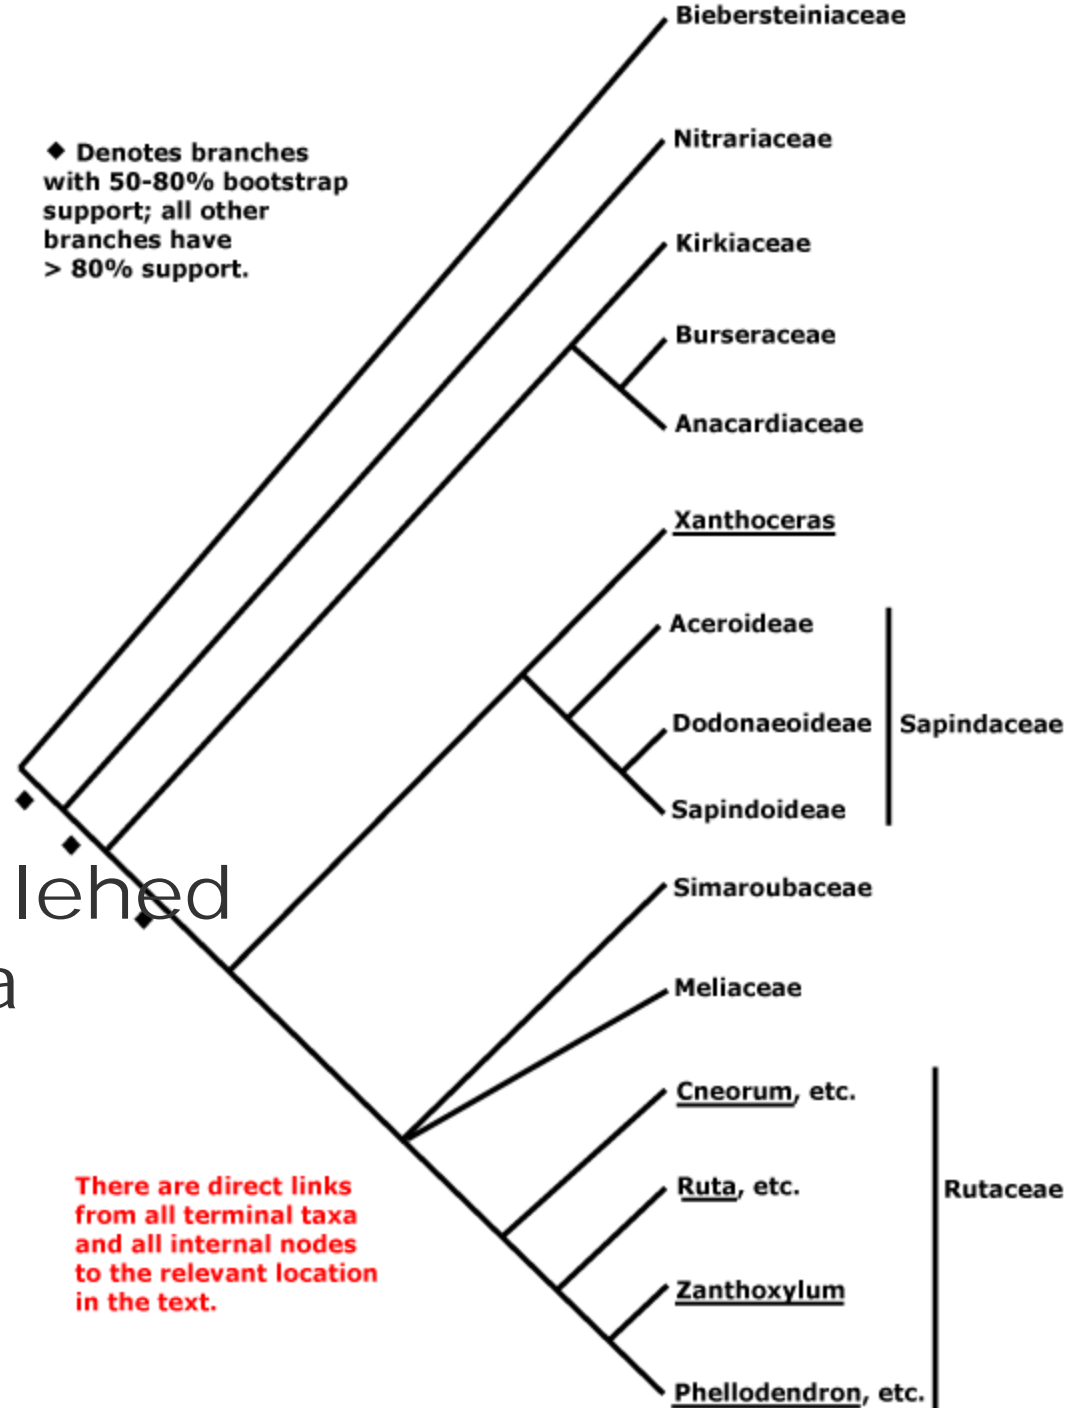 Biebersteiniaceae
Nitrariaceae
◆ Denotes branches
with 50-80% bootstrap
support; all other
branches have
> 80% support.
Kirkiaceae
Burseraceae
Anacardiaceae
Xanthoceras
Aceroideae
Dodonaeoideae
Sapindaceae
Sapindoideae
lehed
Simaroubaceae
a
Meliaceae
Cneorum, etc.
Ruta, etc.
Rutaceae
There are direct links
from all terminal taxa
and all internal nodes
to the relevant location
in the text.
Zanthoxylum
Phellodendron, etc.